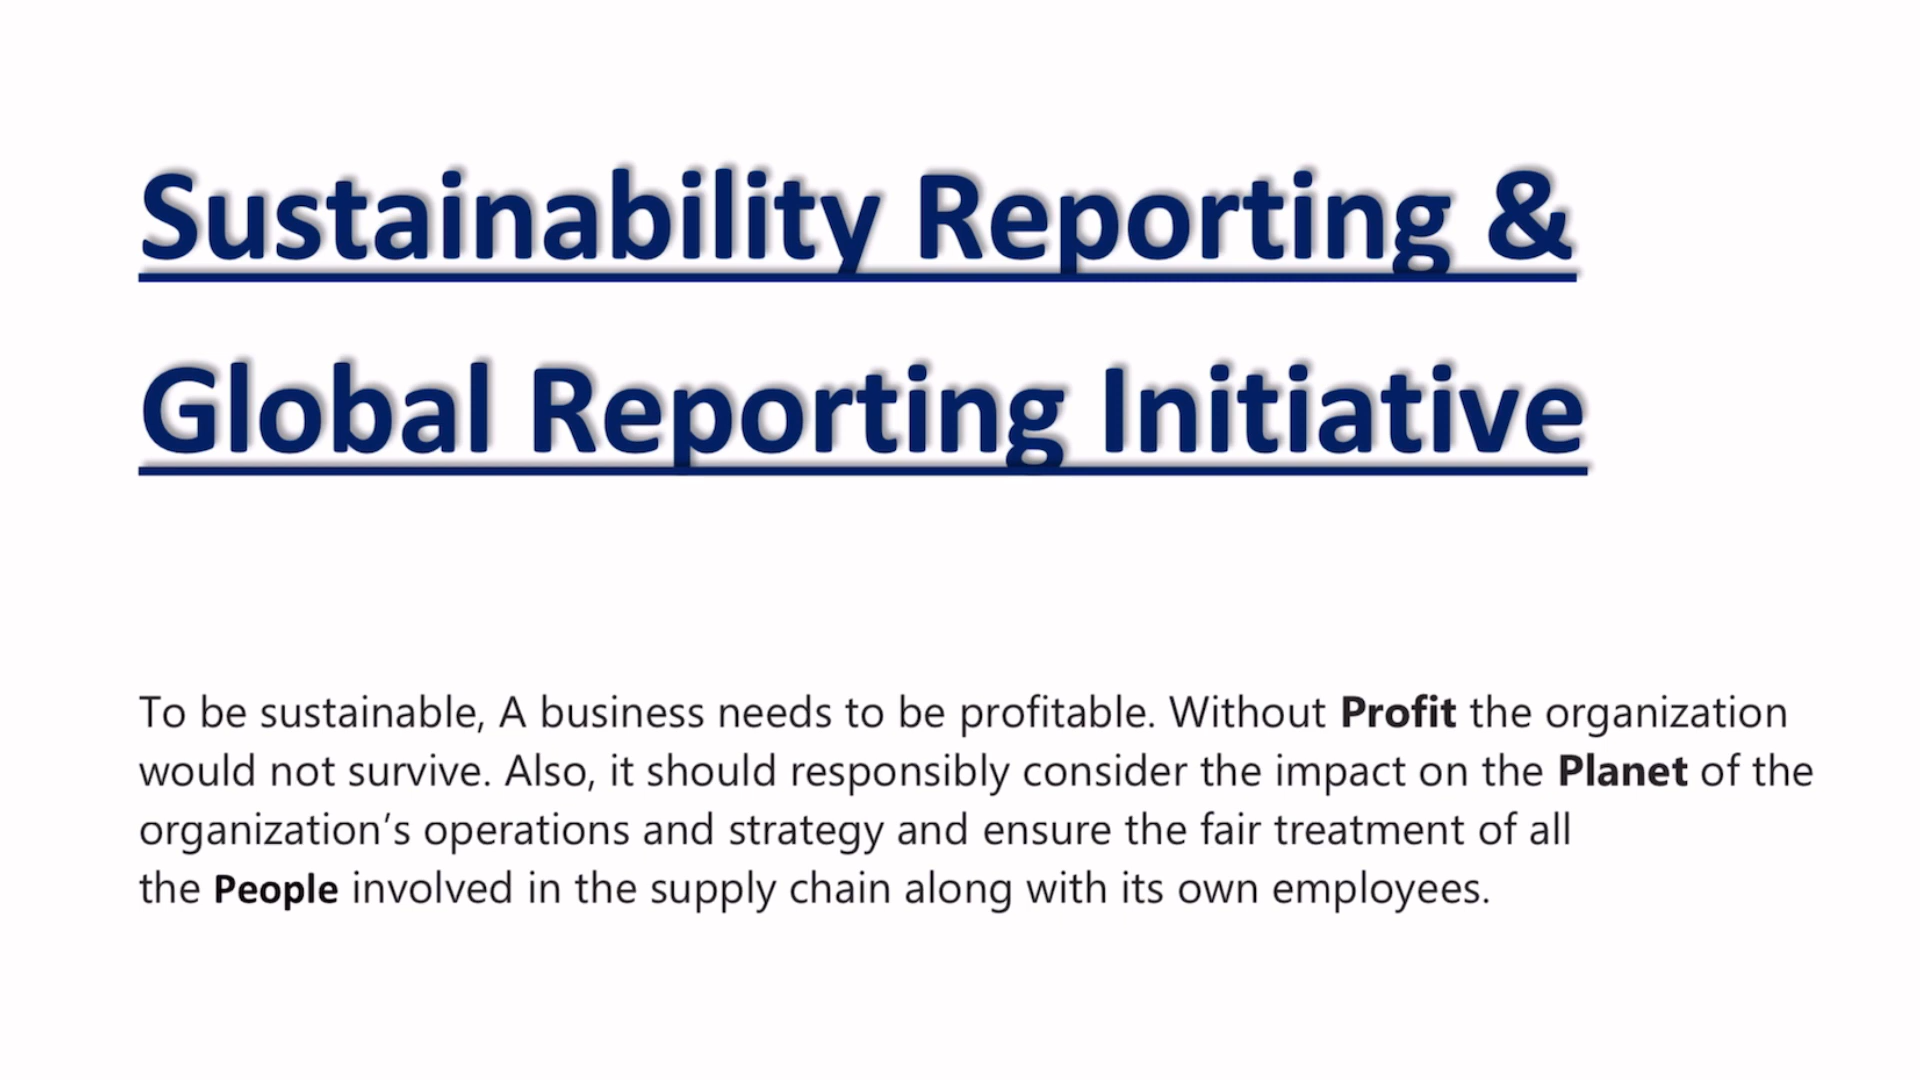 Sustainability Reporting &
Global Reporting Initiative
To be sustainable, A business needs to be profitable. Without Profit the organization
would not survive. Also, it should responsibly consider the impact on the Planet of the
organization’s operations and strategy and ensure the fair treatment of all
the People involved in the supply chain along with its own employees.